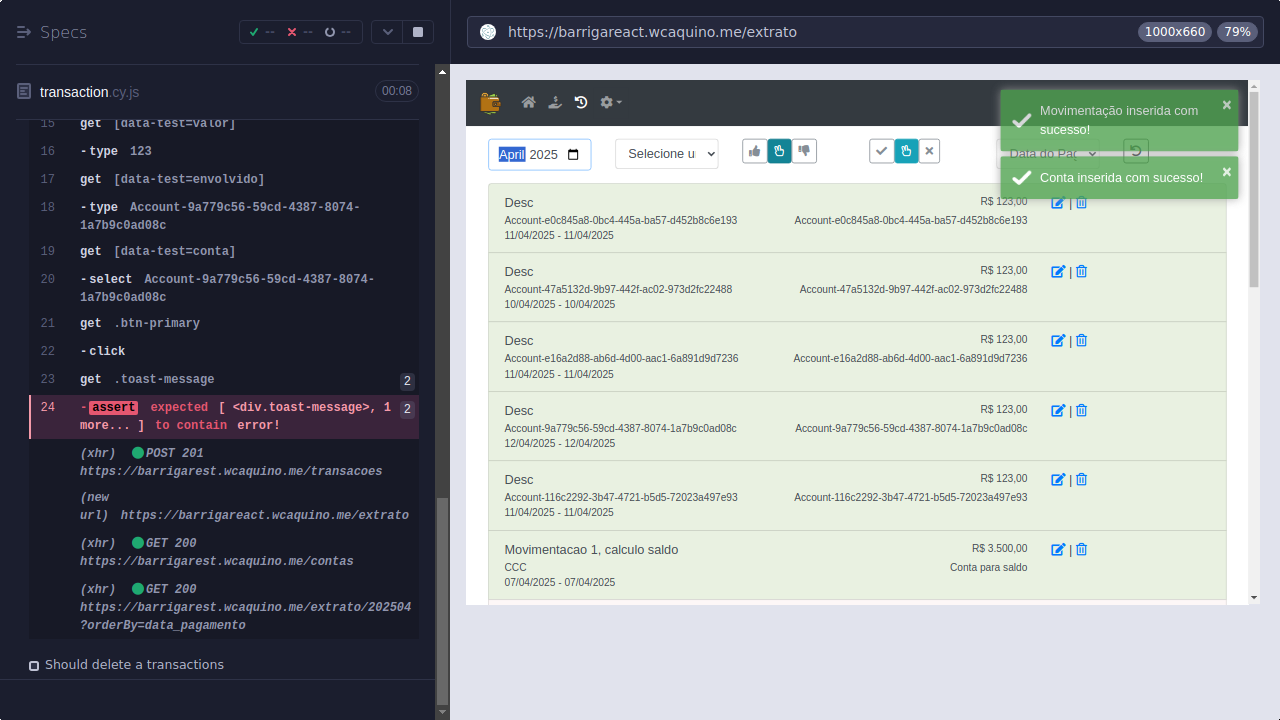 Specs
--
--
--
transaction.cy.js
00:08
15 get [data-test=valor]
16 -type 123
17 get [data-test=envolvido]
18 -type Account-9a779c56-59cd-4387-8074-
1a7b9c0ad08c
19 get [data-test=conta]
20 -select Account-9a779c56-59cd-4387-8074-
1a7b9c0ad08c
21 get .btn-primary
22 -click
23 get .toast-message 2
24 -assert expected [ <div.toast-message>, 1 2
more... ] to contain error!
(xhr) POST 201
https://barrigarest.wcaquino.me/transacoes
(new
url) https://barrigareact.wcaquino.me/extrato
(xhr) GET 200
https://barrigarest.wcaquino.me/contas
(xhr) GET 200
https://barrigarest.wcaquino.me/extrato/202504
?orderBy=data_pagamento
Should delete a transactions
https://barrigareact.wcaquino.me/extrato
1000x660
79%
Movimentação inserida com
sucesso!
×
Conta inserida com sucesso!
×
April 2025
Selecione u
Data do Pag
Desc
R$ 123,00
|
Account-e0c845a8-0bc4-445a-ba57-d452b8c6e193
Account-e0c845a8-0bc4-445a-ba57-d452b8c6e193
11/04/2025 - 11/04/2025
Desc
R$ 123,00
|
Account-47a5132d-9b97-442f-ac02-973d2fc22488
Account-47a5132d-9b97-442f-ac02-973d2fc22488
10/04/2025 - 10/04/2025
Desc
R$ 123,00
|
Account-e16a2d88-ab6d-4d00-aac1-6a891d9d7236
Account-e16a2d88-ab6d-4d00-aac1-6a891d9d7236
11/04/2025 - 11/04/2025
Desc
R$ 123,00
|
Account-9a779c56-59cd-4387-8074-1a7b9c0ad08c
Account-9a779c56-59cd-4387-8074-1a7b9c0ad08c
12/04/2025 - 12/04/2025
Desc
R$ 123,00
|
Account-116c2292-3b47-4721-b5d5-72023a497e93
Account-116c2292-3b47-4721-b5d5-72023a497e93
11/04/2025 - 11/04/2025
Movimentacao 1, calculo saldo
R$ 3.500,00
|
CCC
Conta para saldo
07/04/2025 - 07/04/2025